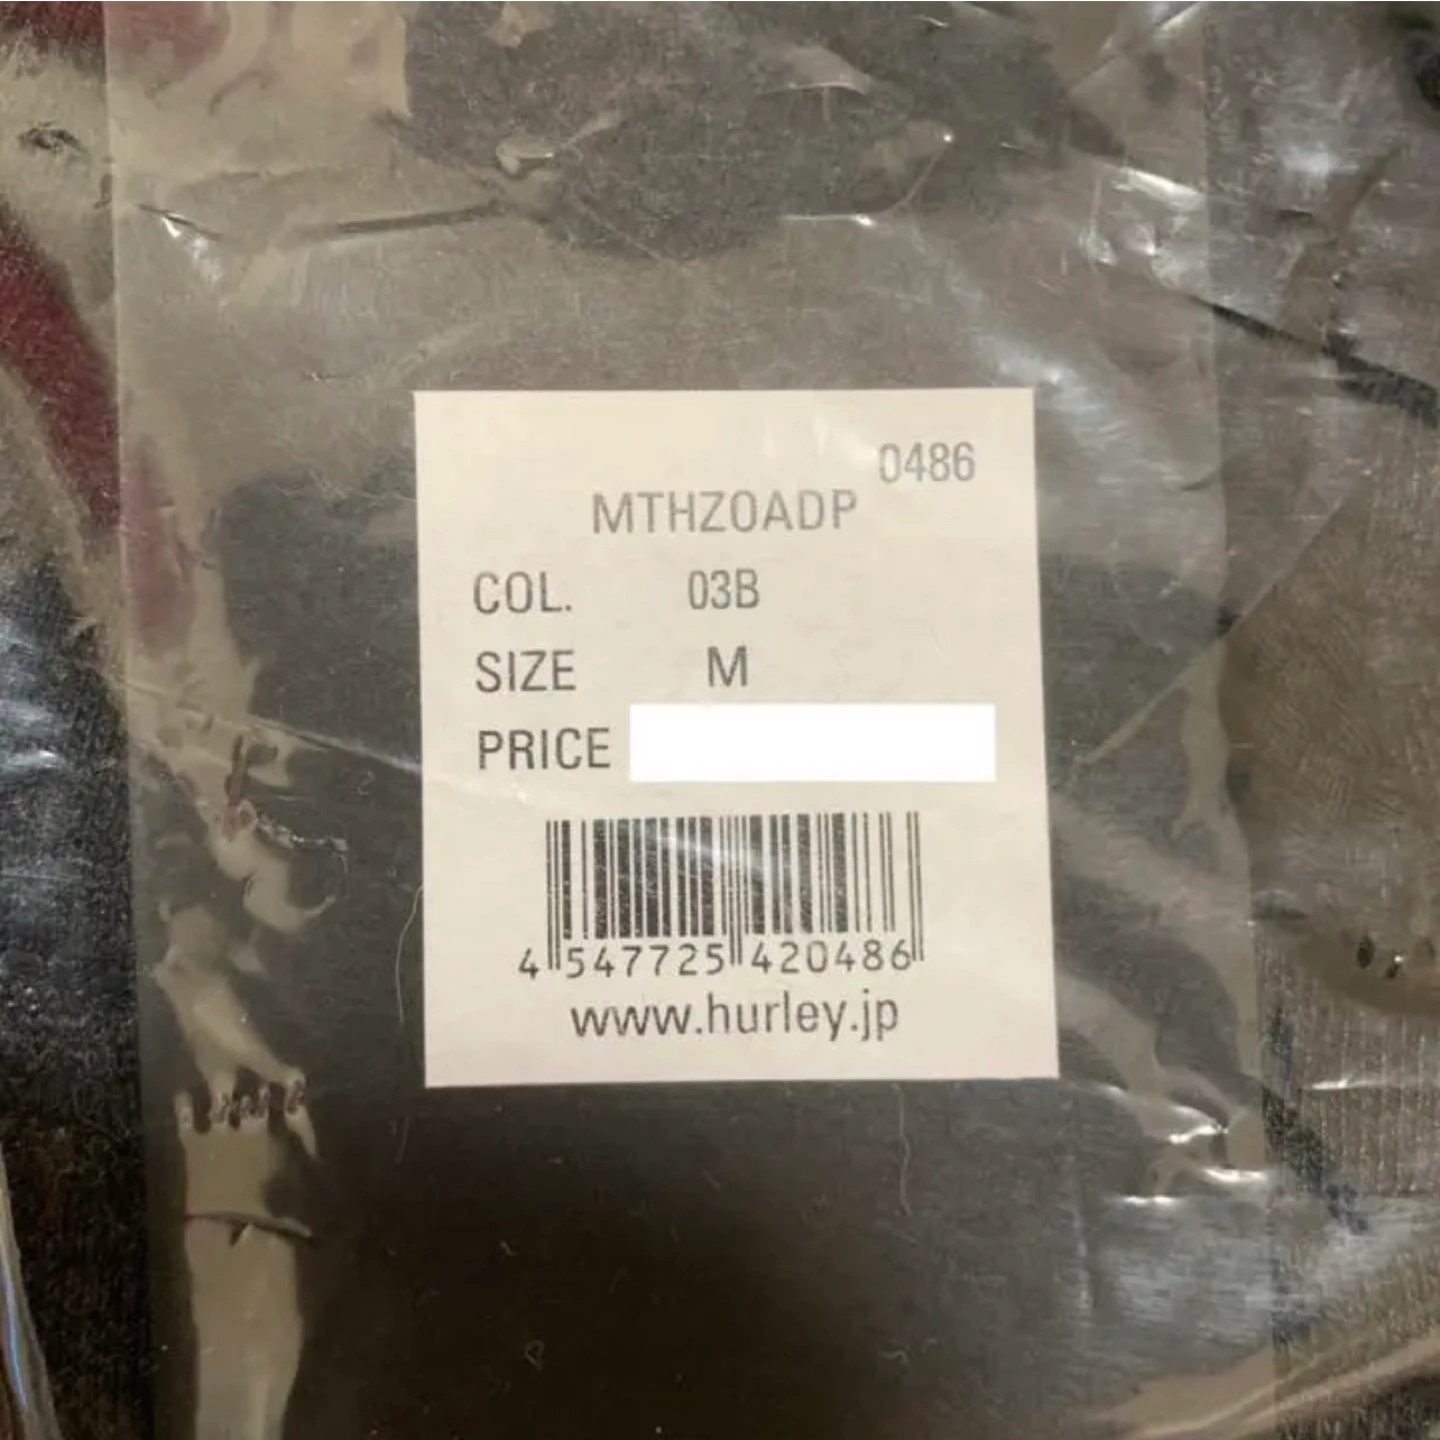 0486
MTHZOADP
COL. 03B
SIZE M
PRICE
4 547725 420486
www.hurley.jp